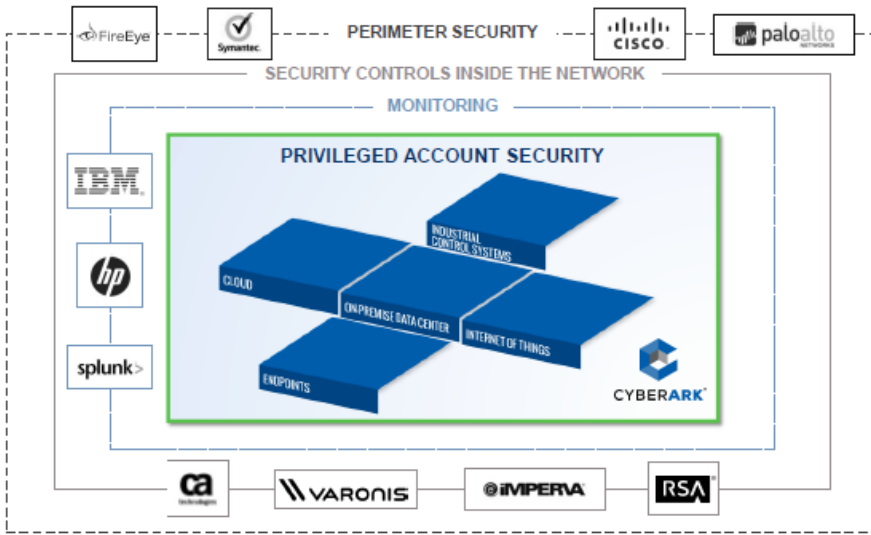 FireEye
Symantec.
PERIMETER SECURITY
CISCO
paloalto
NETWORKS
SECURITY CONTROLS INSIDE THE NETWORK
MONITORING
IBM
PRIVILEGED ACCOUNT SECURITY
INDUSTRIAL
CONTROL SYSTEMS
hp
CLOUD
ON-PREMISE DATA CENTER
INTERNET OF THINGS
splunk>
ENDPOINTS
CYBERARK
ca
technologies
VARONIS
iMPERVA
RSA